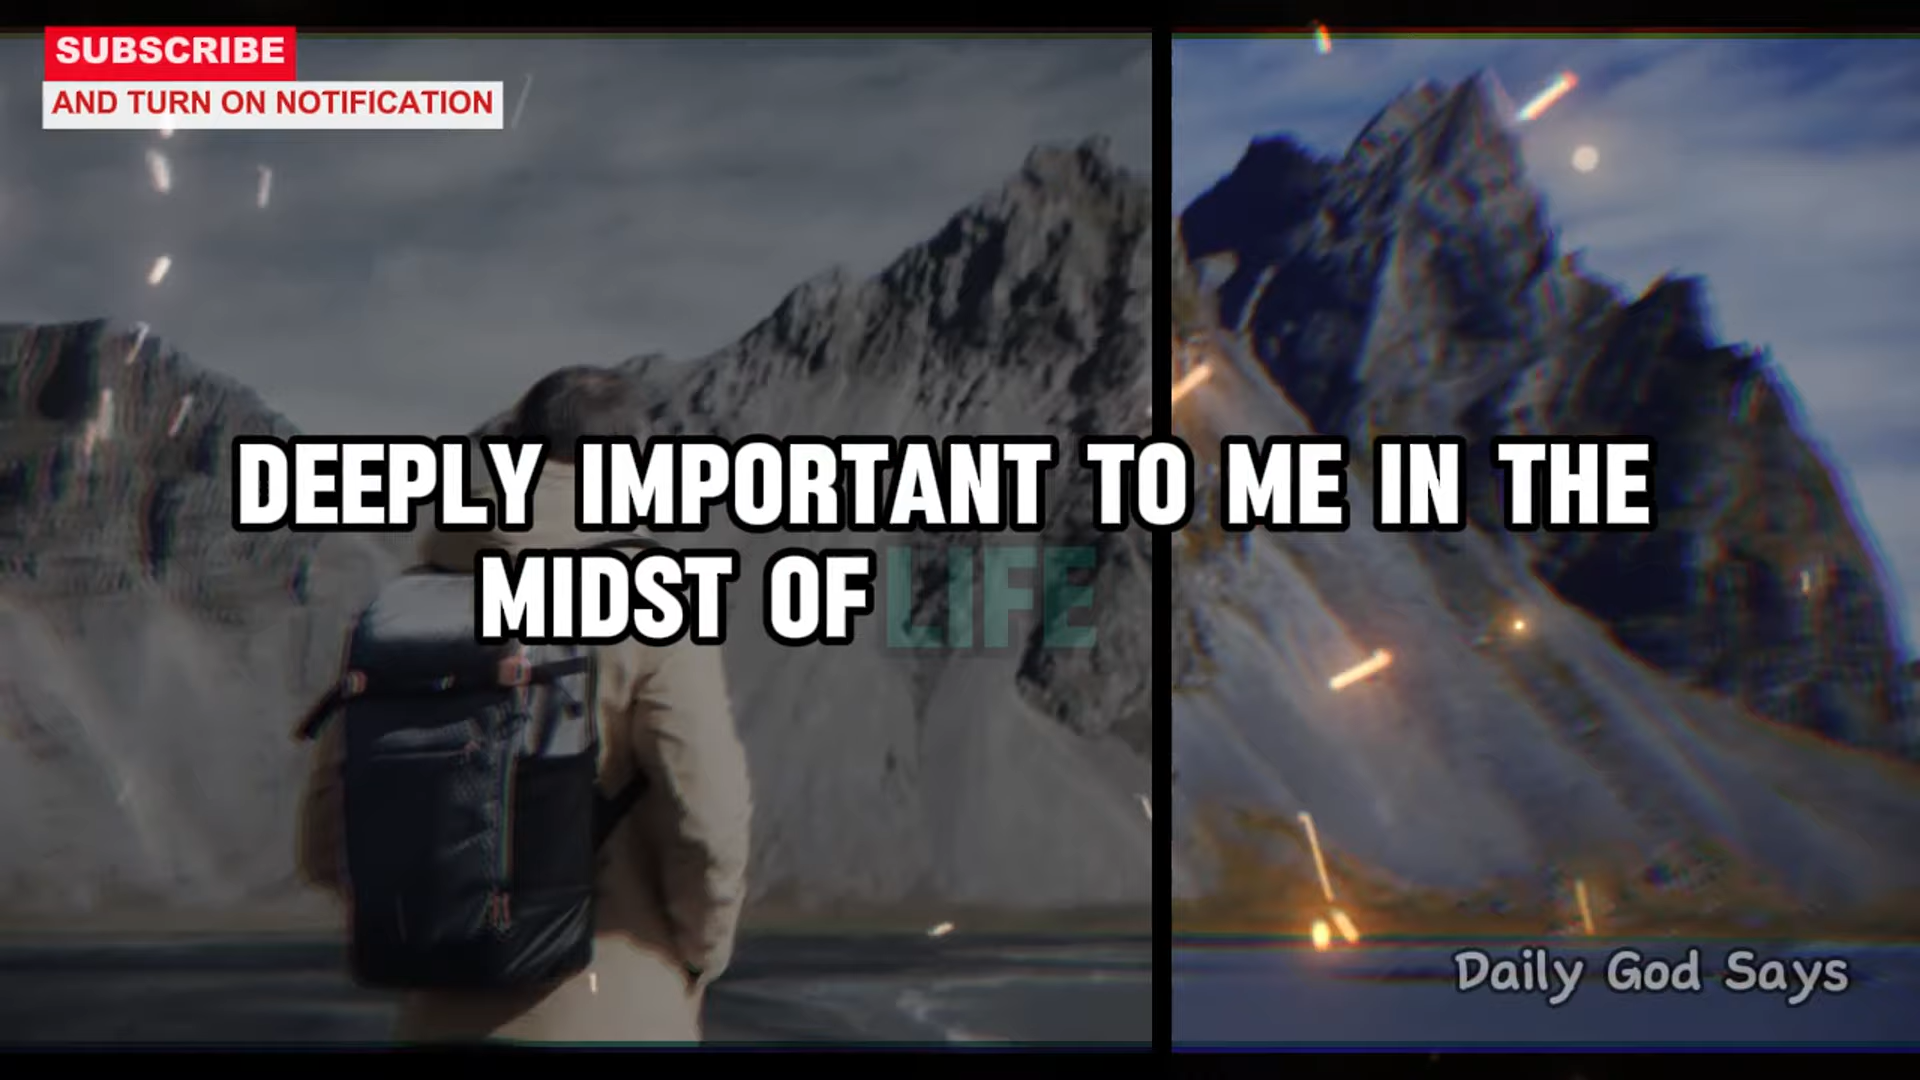 SUBSCRIBE
AND TURN ON NOTIFICATION
DEEPLY IMPORTANT TO ME IN THE
MIDST OF LIFE
Daily God Says